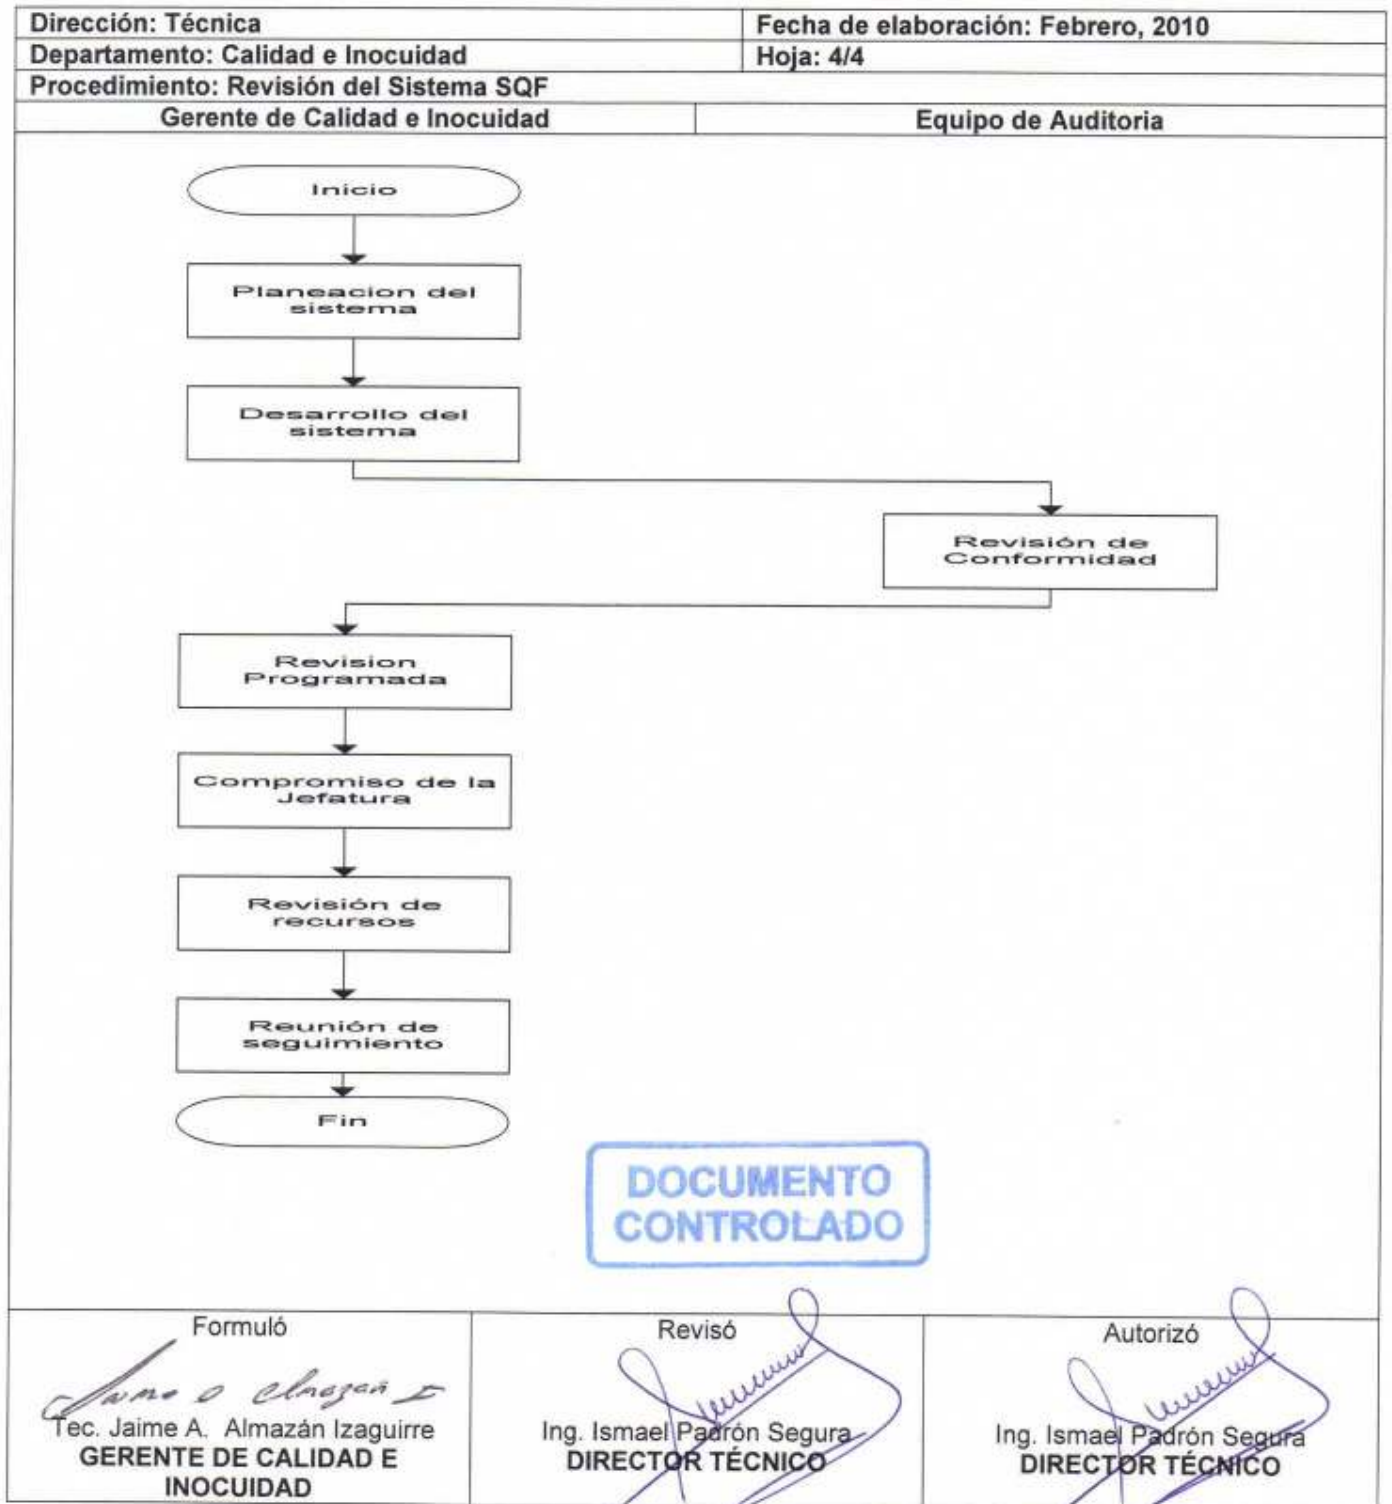 Dirección: Técnica
Fecha de elaboración: Febrero, 2010
Departamento: Calidad e Inocuidad
Hoja: 4/4
Procedimiento: Revisión del Sistema SQF
Gerente de Calidad e Inocuidad
Equipo de Auditoria
Inicio
Planeacion del
sistema
Desarrollo del
sistema
Revisión de
Conformidad
Revision
Programada
Compromiso de la
Jefatura
Revisión de
recursos
Reunión de
seguimiento
Fin
DOCUMENTO
CONTROLADO
Formuló
Tec. Jaime A. Almazán Izaguirre
GERENTE DE CALIDAD E
INOCUIDAD
Revisó
Ing. Ismael Padrón Segura
DIRECTOR TÉCNICO
Autorizó
Ing. Ismael Padrón Segura
DIRECTOR TÉCNICO